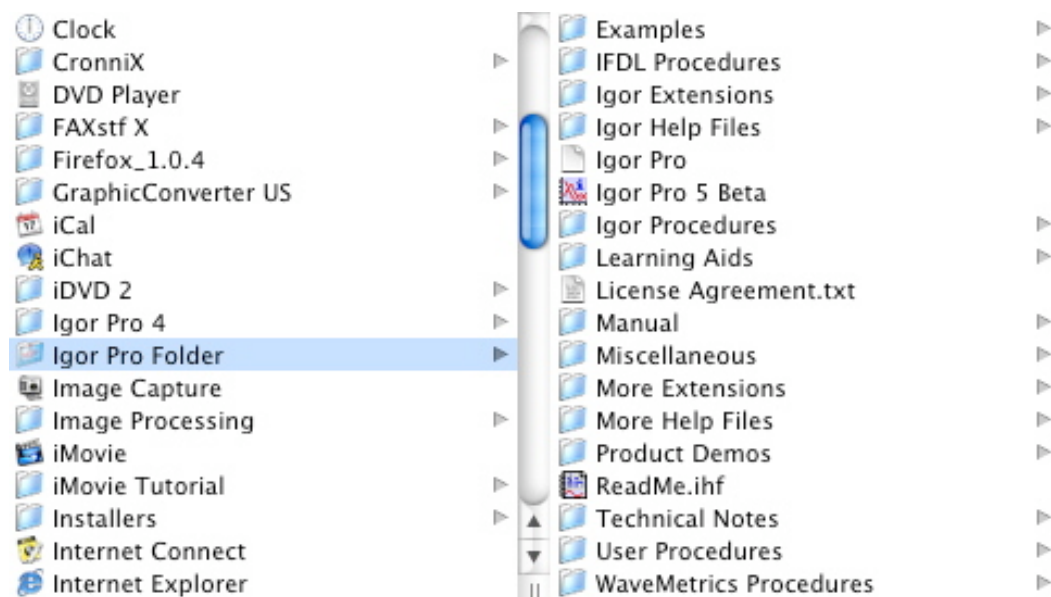 Clock
CronniX
DVD Player
FAXstf X
Firefox_1.0.4
GraphicConverter US
iCal
iChat
iDVD 2
Igor Pro 4
Igor Pro Folder
Image Capture
Image Processing
iMovie
iMovie Tutorial
Installers
Internet Connect
Internet Explorer
Examples
IFDL Procedures
Igor Extensions
Igor Help Files
Igor Pro
Igor Pro 5 Beta
Igor Procedures
Learning Aids
License Agreement.txt
Manual
Miscellaneous
More Extensions
More Help Files
Product Demos
ReadMe.ihf
Technical Notes
User Procedures
WaveMetrics Procedures